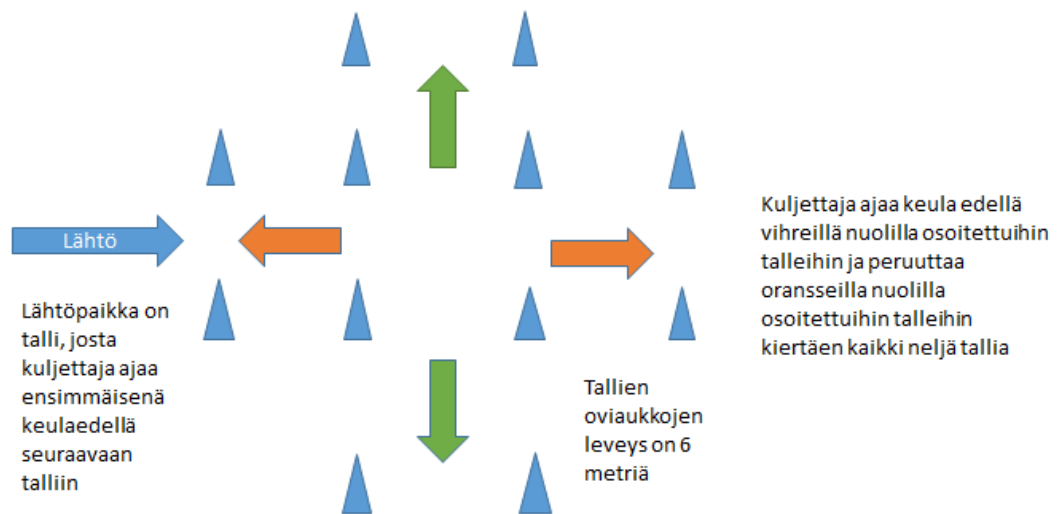 Lähtö
Lähtöpaikka on
talli, josta
kuljettaja ajaa
ensimmäisenä
keulaedellä
seuraavaan
talliin
Tallien
oviaukkojen
leveys on 6
metriä
Kuljettaja ajaa keula edellä
vihreillä nuolilla osoitettuihin
talleihin ja peruuttaa
oransseilla nuolilla
osoitettuihin talleihin
kiertäen kaikki neljä tallia